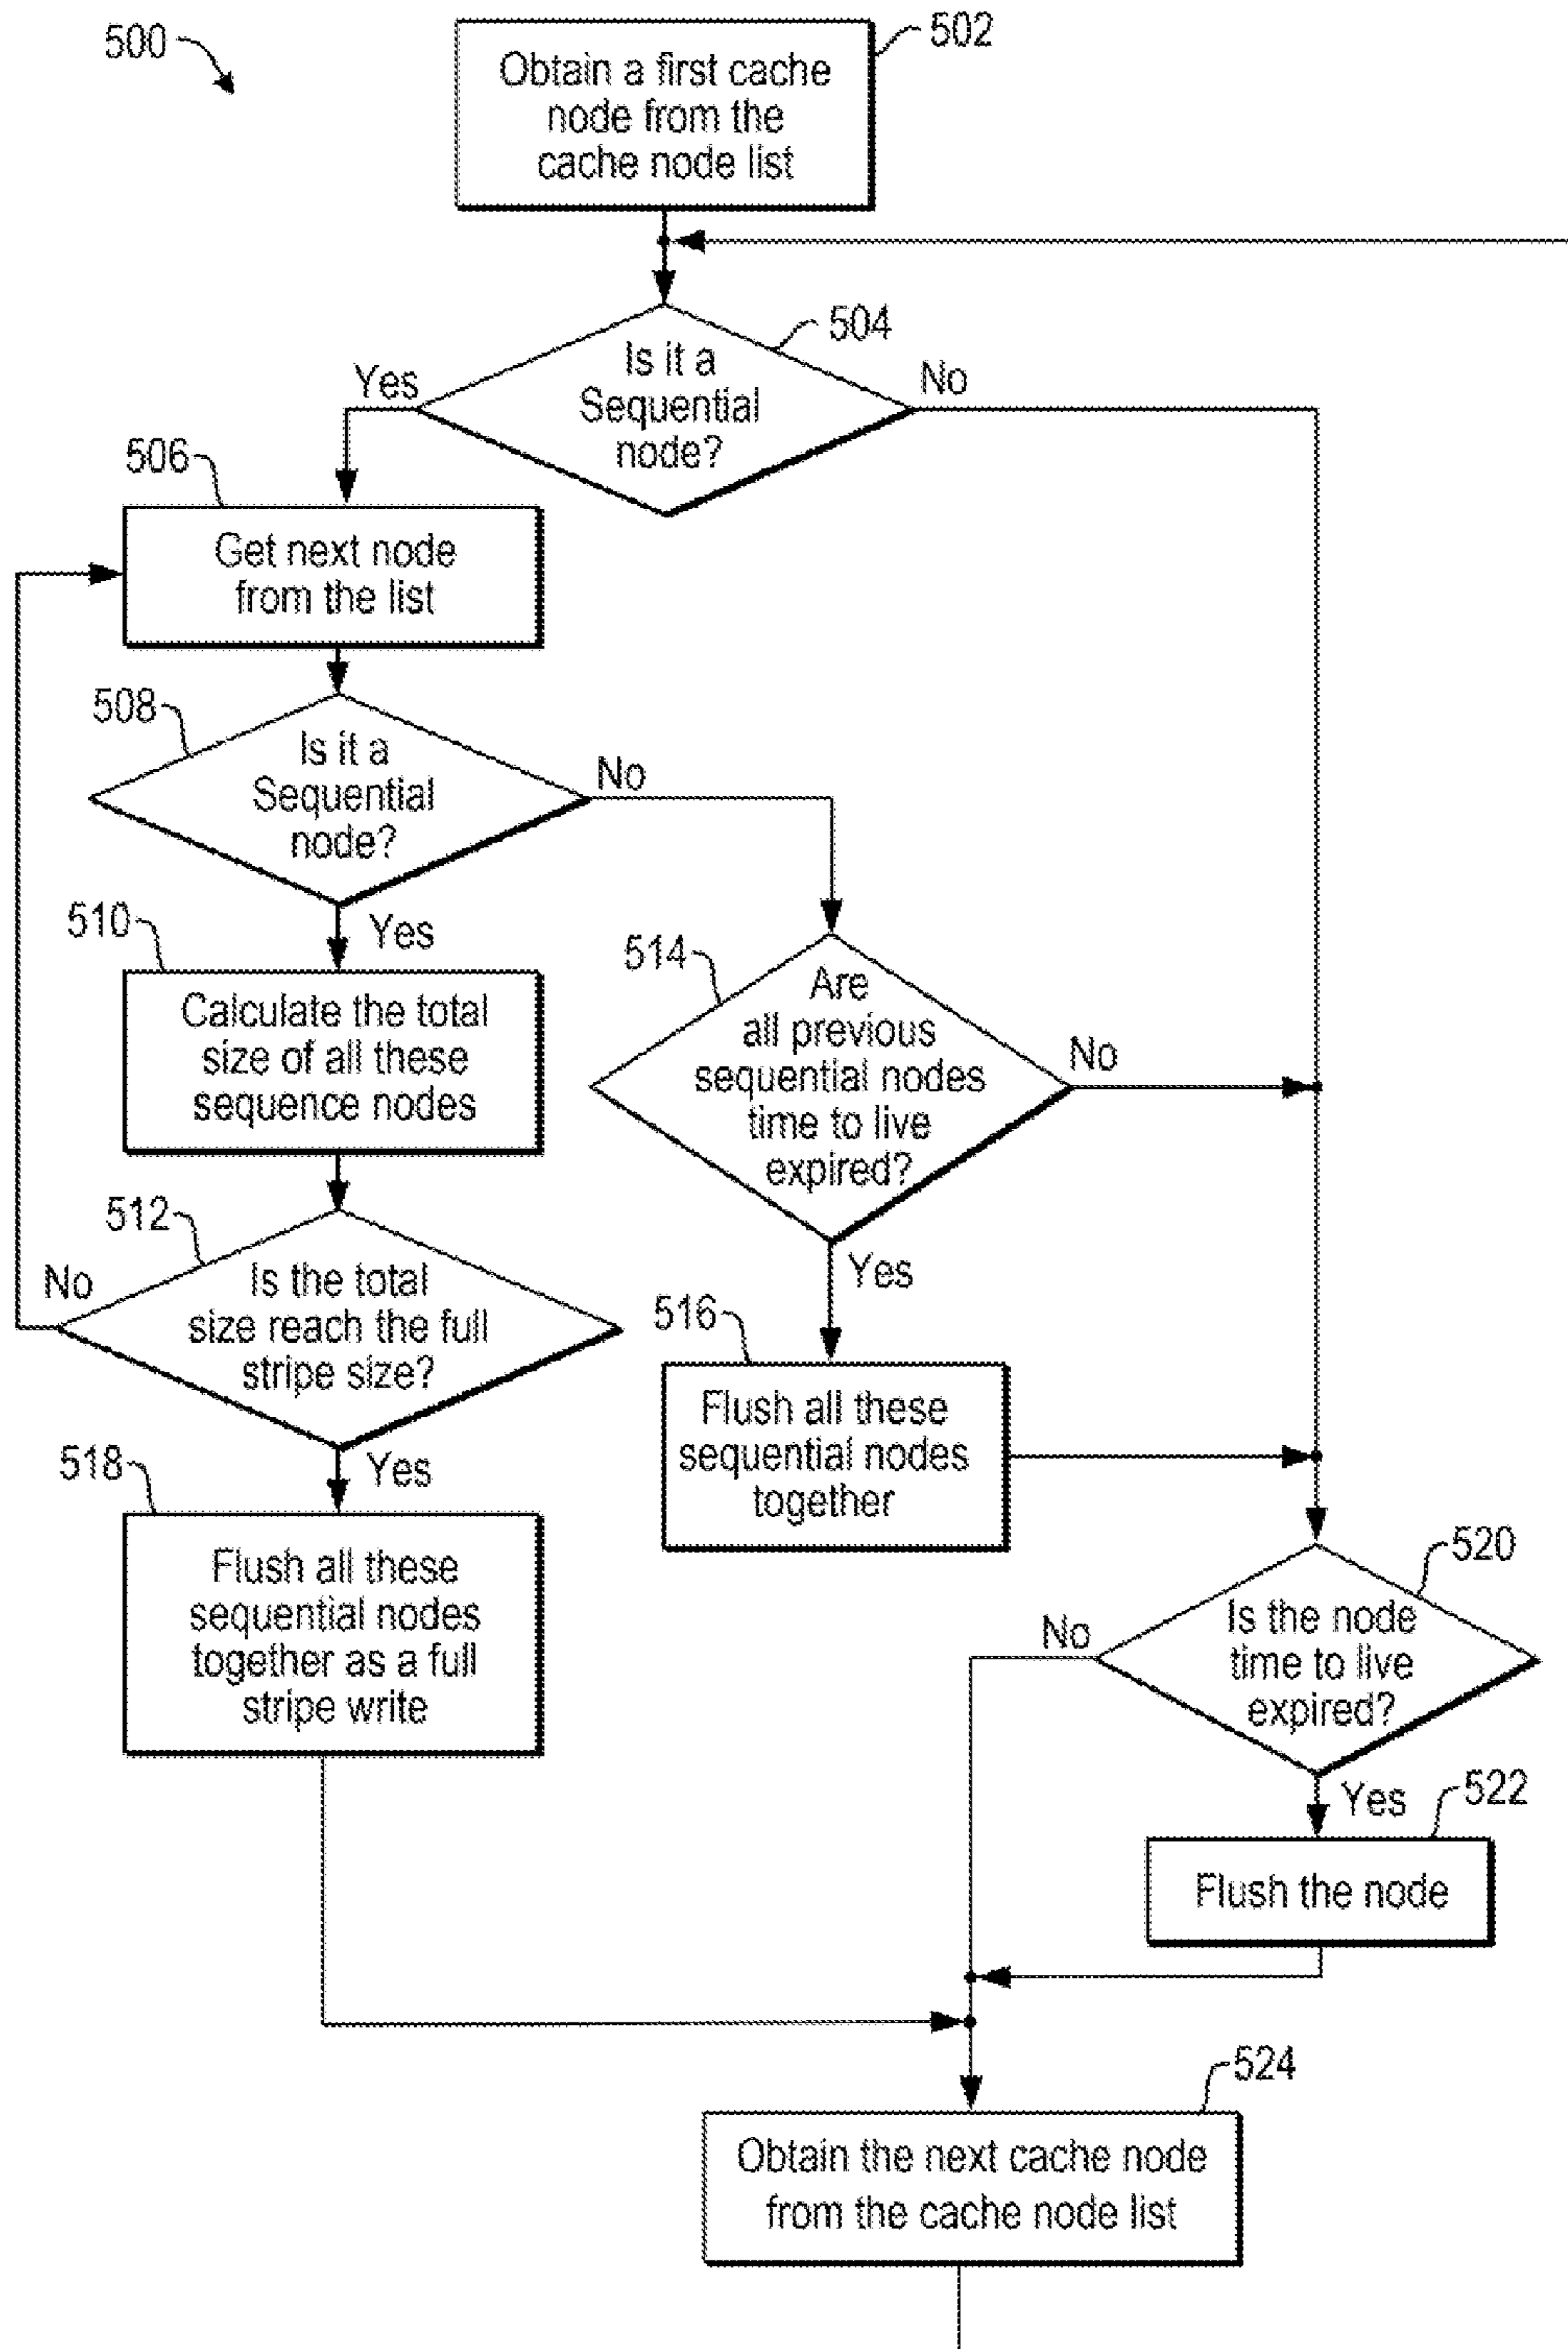 500
502
Obtain a first cache
node from the
cache node list
504
Is it a
Sequential
node?
Yes
No
506
Get next node
from the list
508
Is it a
Sequential
node?
No
Yes
510
Calculate the total
size of all these
sequence nodes
514
Are
all previous
sequential nodes
time to live
expired?
No
Yes
512
Is the total
size reach the full
stripe size?
No
Yes
516
Flush all these
sequential nodes
together
518
Flush all these
sequential nodes
together as a full
stripe write
520
Is the node
time to live
expired?
No
Yes
522
Flush the node
524
Obtain the next cache node
from the cache node list